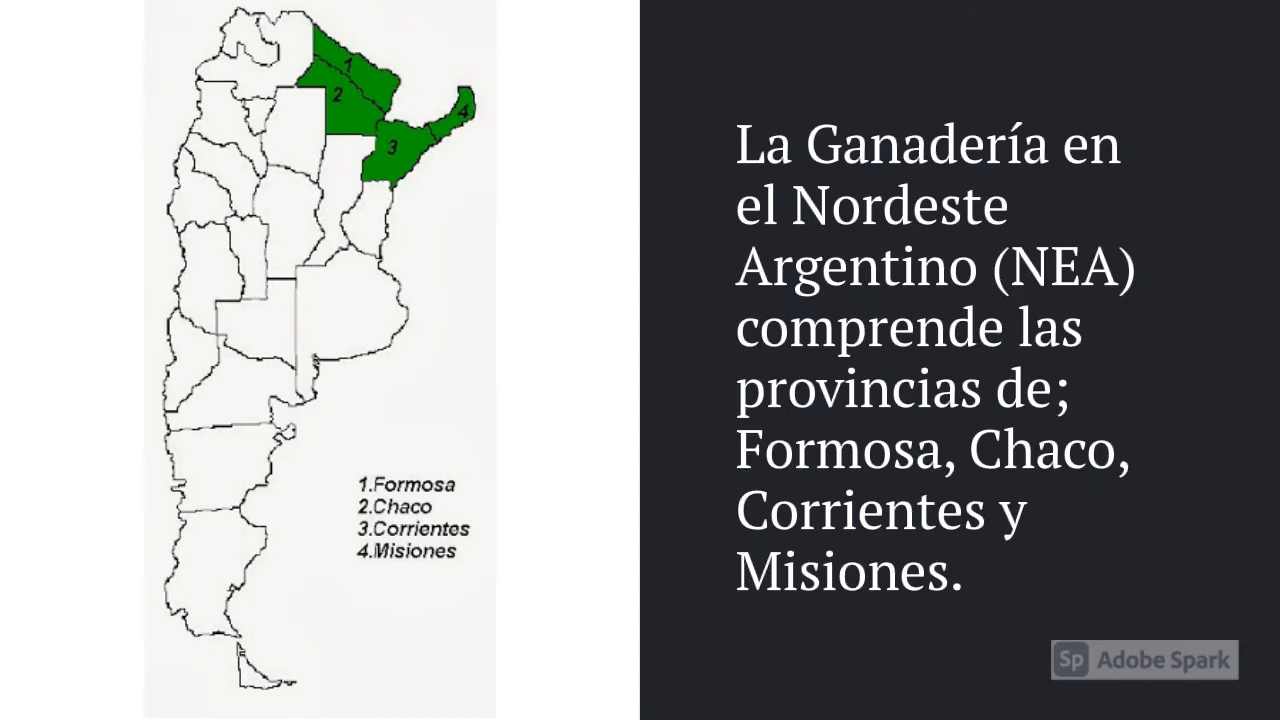 1
2
3
4
1.Formosa
2.Chaco
3.Corrientes
4.Misiones
La Ganadería en
el Nordeste
Argentino (NEA)
comprende las
provincias de;
Formosa, Chaco,
Corrientes y
Misiones.
Sp Adobe Spark